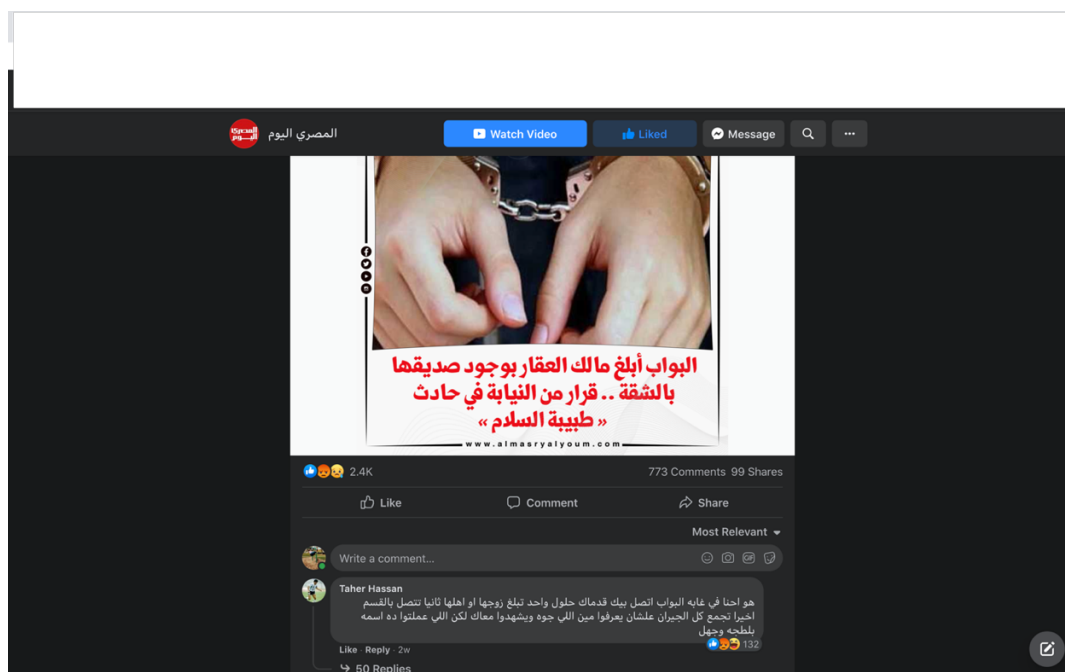 المصري اليوم
المصري اليوم
Watch Video
Liked
Message
البواب أبلغ مالك العقار بوجود صديقها
بالشقة .. قرار من النيابة في حادث
« طبيبة السلام »
www.almasryalyoum.com
2.4K
773 Comments 99 Shares
Like
Comment
Share
Most Relevant
Write a comment...
GIF
Taher Hassan
هو احنا في غابه البواب اتصل بيك قدماك حلول واحد تبلغ زوجها او اهلها ثانيا تتصل بالقسم
اخيرا تجمع كل الجيران علشان يعرفوا مين اللي جوه ويشهدوا معاك لكن اللي عملتوا ده اسمه
بلطجه وجهل
132
Like · Reply · 2w
50 Replies